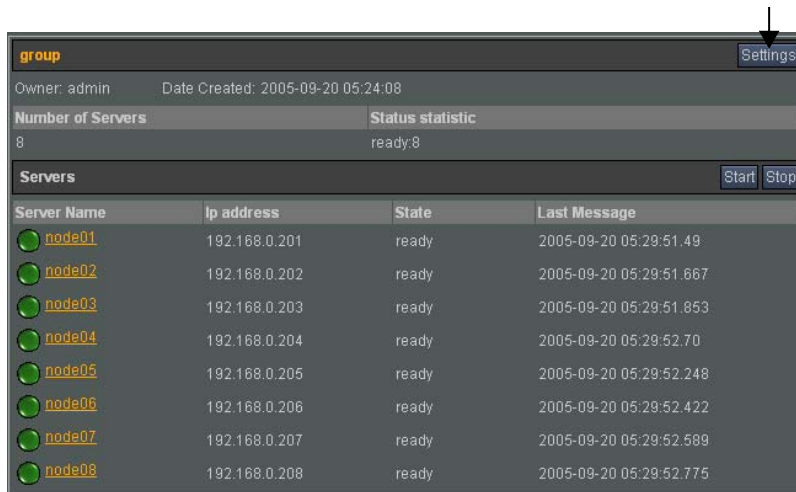 group Settings
Owner: admin Date Created: 2005-09-20 05:24:08
Number of Servers Status statistic
8 ready:8
Servers Start Stop
Server Name Ip address State Last Message
node01 192.168.0.201 ready 2005-09-20 05:29:51.49
node02 192.168.0.202 ready 2005-09-20 05:29:51.667
node03 192.168.0.203 ready 2005-09-20 05:29:51.853
node04 192.168.0.204 ready 2005-09-20 05:29:52.70
node05 192.168.0.205 ready 2005-09-20 05:29:52.248
node06 192.168.0.206 ready 2005-09-20 05:29:52.422
node07 192.168.0.207 ready 2005-09-20 05:29:52.589
node08 192.168.0.208 ready 2005-09-20 05:29:52.775